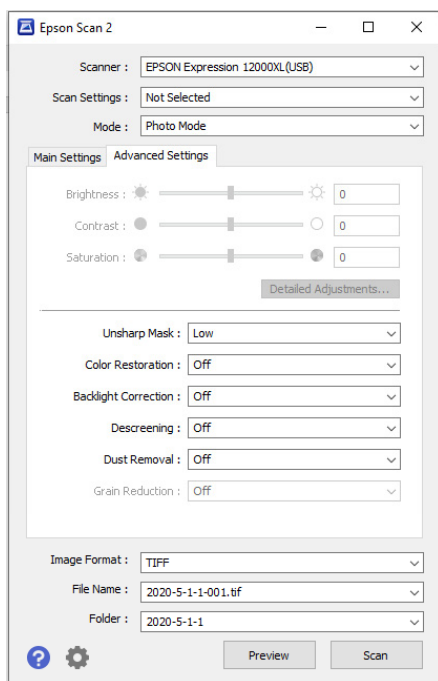 Epson Scan 2
Scanner : EPSON Expression 12000XL(USB)
Scan Settings : Not Selected
Mode : Photo Mode
Main Settings Advanced Settings
Brightness : 0
Contrast : 0
Saturation : 0
Detailed Adjustments...
Unsharp Mask : Low
Color Restoration : Off
Backlight Correction : Off
Descreening : Off
Dust Removal : Off
Grain Reduction : Off
Image Format : TIFF
File Name : 2020-5-1-1-001.tif
Folder : 2020-5-1-1
? Preview Scan